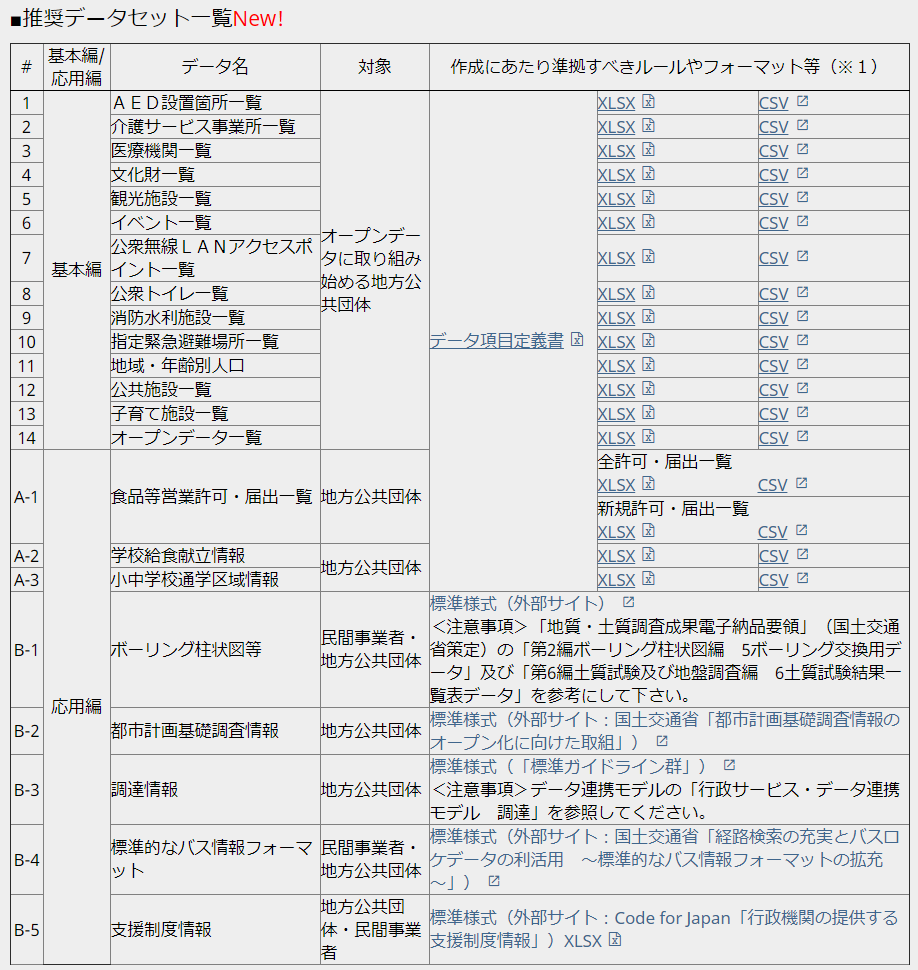 ■推奨データセット一覧New!
#
基本編/
応用編
データ名
対象
作成にあたり準拠すべきルールやフォーマット等（※１）
1
ＡＥＤ設置箇所一覧
XLSX
CSV
2
介護サービス事業所一覧
XLSX
CSV
3
医療機関一覧
XLSX
CSV
4
文化財一覧
XLSX
CSV
5
観光施設一覧
XLSX
CSV
6
イベント一覧
XLSX
CSV
7
基本編
公衆無線ＬＡＮアクセスポ
イント一覧
オープンデー
タに取り組み
始める地方公
共団体
XLSX
CSV
8
公衆トイレ一覧
XLSX
CSV
9
消防水利施設一覧
XLSX
CSV
10
指定緊急避難場所一覧
データ項目定義書
XLSX
CSV
11
地域・年齢別人口
XLSX
CSV
12
公共施設一覧
XLSX
CSV
13
子育て施設一覧
XLSX
CSV
14
オープンデータ一覧
XLSX
CSV
A-1
食品等営業許可・届出一覧
地方公共団体
全許可・届出一覧
XLSX
CSV
新規許可・届出一覧
XLSX
CSV
A-2
学校給食献立情報
地方公共団体
XLSX
CSV
A-3
小中学校通学区域情報
XLSX
CSV
B-1
応用編
ボーリング柱状図等
民間事業者・
地方公共団体
標準様式（外部サイト）
＜注意事項＞「地質・土質調査成果電子納品要領」（国土交通
省策定）の「第2編ボーリング柱状図編　5ボーリング交換用デ
ータ」及び「第6編土質試験及び地盤調査編　6土質試験結果一
覧表データ」を参考にして下さい。
B-2
都市計画基礎調査情報
地方公共団体
標準様式（外部サイト：国土交通省「都市計画基礎調査情報の
オープン化に向けた取組」）
B-3
調達情報
地方公共団体
標準様式（「標準ガイドライン群」）
＜注意事項＞データ連携モデルの「行政サービス・データ連携
モデル　調達」を参照してください。
B-4
標準的なバス情報フォーマ
ット
民間事業者・
地方公共団体
標準様式（外部サイト：国土交通省「経路検索の充実とバスロ
ケデータの利活用　～標準的なバス情報フォーマットの拡充
～」）
B-5
支援制度情報
地方公共団
体・民間事業
者
標準様式（外部サイト：Code for Japan「行政機関の提供する
支援制度情報」）XLSX